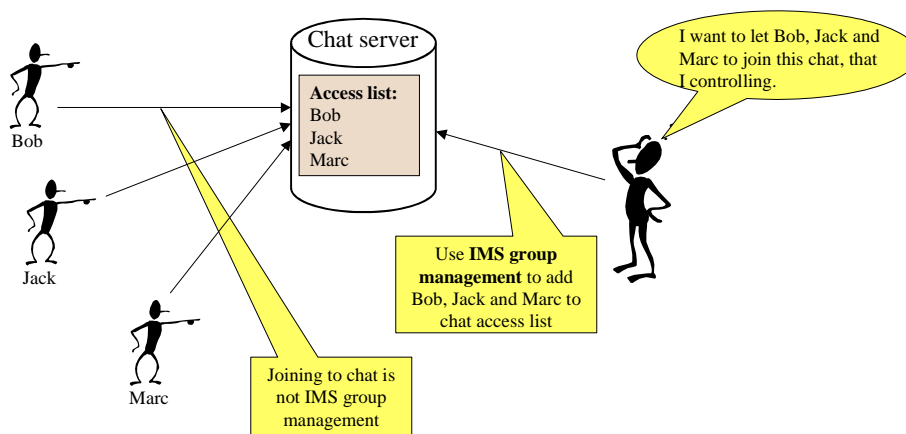 Chat server
Access list:
Bob
Jack
Marc
I want to let Bob, Jack and
Marc to join this chat, that
I controlling.
Bob
Jack
Marc
Use IMS group
management to add
Bob, Jack and Marc to
chat access list
Joining to chat is
not IMS group
management